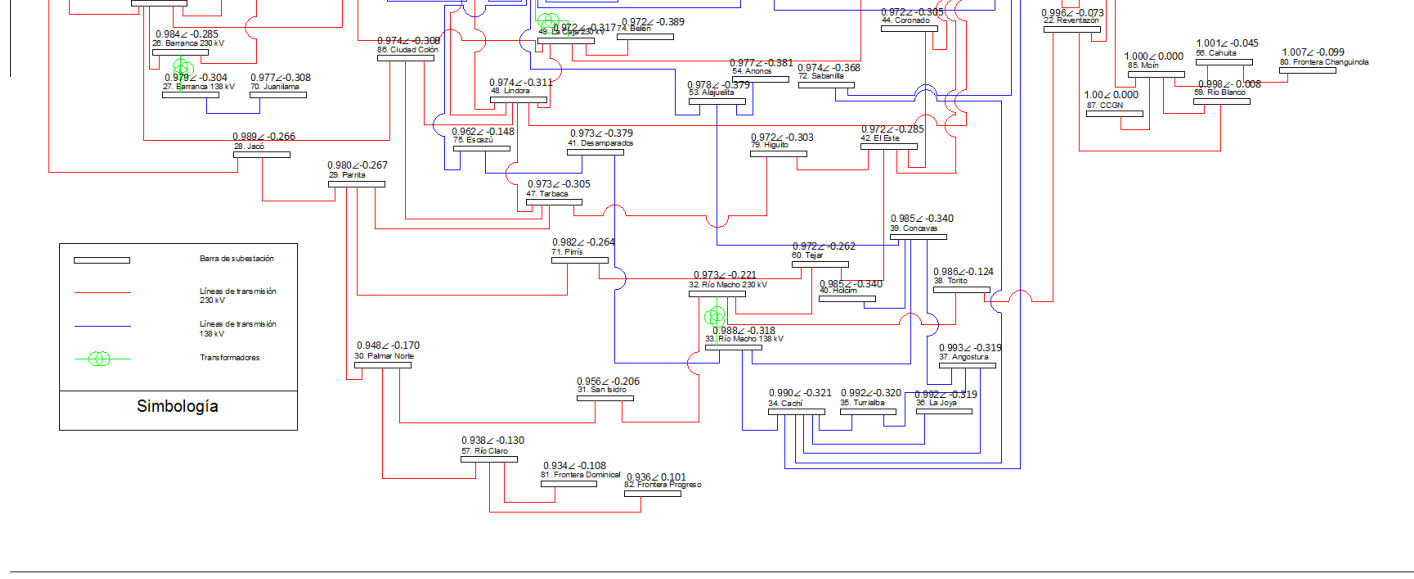 0.984∠ -0.285
26. Barranca 230 kV
0.979∠ -0.304
27. Barranca 138 kV
0.977∠ -0.308
70. Juanilama
0.974∠ -0.308
86. Ciudad Colón
0.972∠ -0.317
49. La Caja 230 kV
0.972∠ -0.389
74. Belén
0.974∠ -0.311
48. Lindora
0.977∠ -0.381
54. Anonos
0.978∠ -0.379
53. Alajuelita
0.974∠ -0.368
72. Sabanilla
0.972∠ -0.305
44. Coronado
0.996∠ -0.073
22. Reventazón
1.00∠ 0.000
85. Moín
1.001∠ -0.045
56. Cahuita
1.007∠ -0.099
80. Frontera Changuinola
0.998∠ -0.008
59. Río Blanco
1.00∠ 0.000
87. CCGN
0.989∠ -0.266
28. Jacó
0.980∠ -0.267
29. Parrita
0.962∠ -0.148
75. Escazú
0.973∠ -0.379
41. Desamparados
0.972∠ -0.303
79. Higuito
0.972∠ -0.285
42. El Este
0.973∠ -0.305
47. Tarbaca
0.985∠ -0.340
39. Concavas
0.982∠ -0.264
71. Pirrís
0.972∠ -0.262
60. Tejar
0.973∠ -0.221
32. Río Macho 230 kV
0.985∠ -0.340
40. Holcim
0.986∠ -0.124
38. Torito
0.988∠ -0.318
33. Río Macho 138 kV
0.993∠ -0.319
37. Angostura
0.948∠ -0.170
30. Palmar Norte
0.956∠ -0.206
31. San Isidro
0.990∠ -0.321
34. Cachí
0.992∠ -0.320
35. Turrialba
0.992∠ -0.319
36. La Joya
0.938∠ -0.130
57. Río Claro
0.934∠ -0.108
81. Frontera Dominical
0.936∠ 0.101
82. Frontera Progreso
Barra de subestación
Líneas de transmisión
230 kV
Líneas de transmisión
138 kV
Transformadores
Simbología